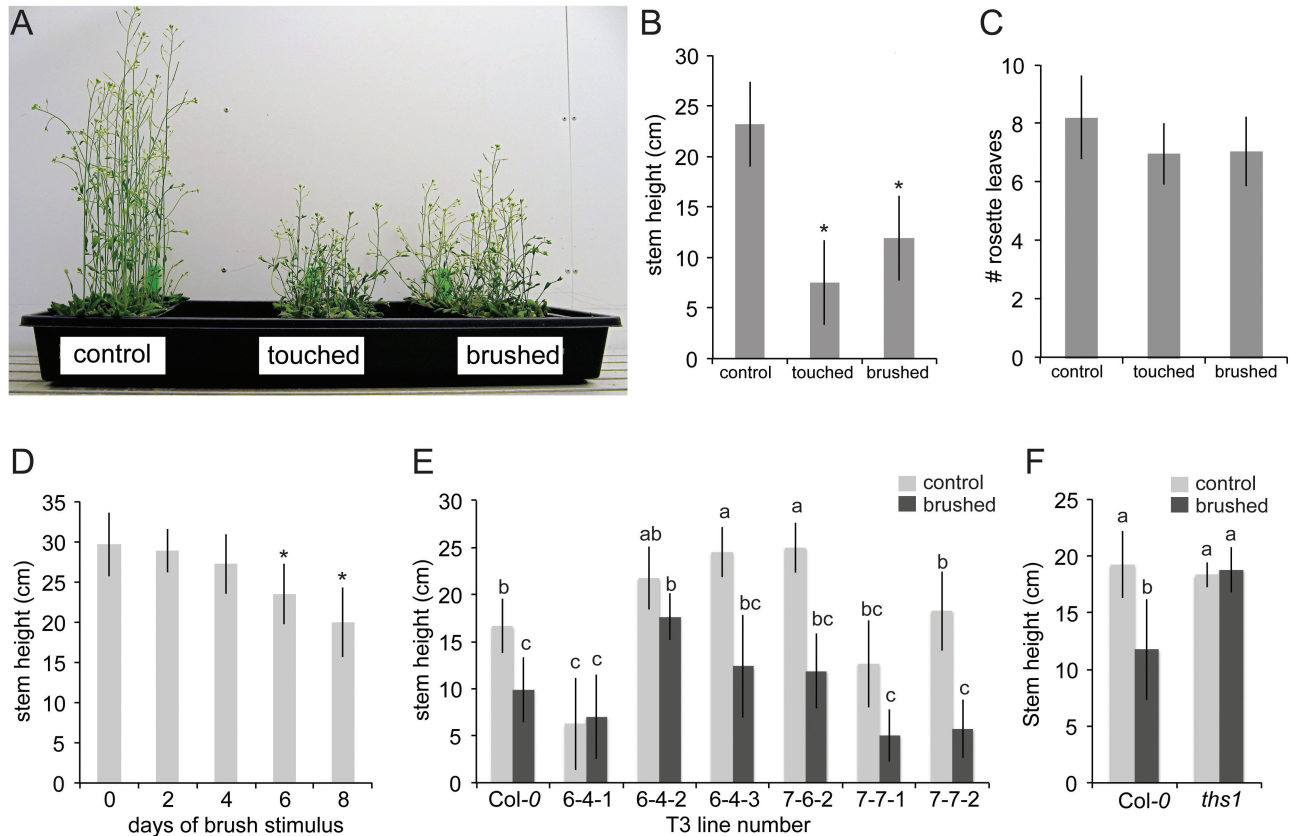 A
control
touched
brushed
B
stem height (cm)
30
25
20
15
10
5
0
*
*
control
touched
brushed
C
# rosette leaves
10
8
6
4
2
0
control
touched
brushed
D
stem height (cm)
35
30
25
20
15
10
5
0
*
*
0 2 4 6 8
days of brush stimulus
E
control
brushed
stem height (cm)
30
25
20
15
10
5
0
b c c c ab b a bc a bc bc c b c
Col-0 6-4-1 6-4-2 6-4-3 7-6-2 7-7-1 7-7-2
T3 line number
F
control
brushed
Stem height (cm)
25
20
15
10
5
0
a b a a
Col-0 ths1